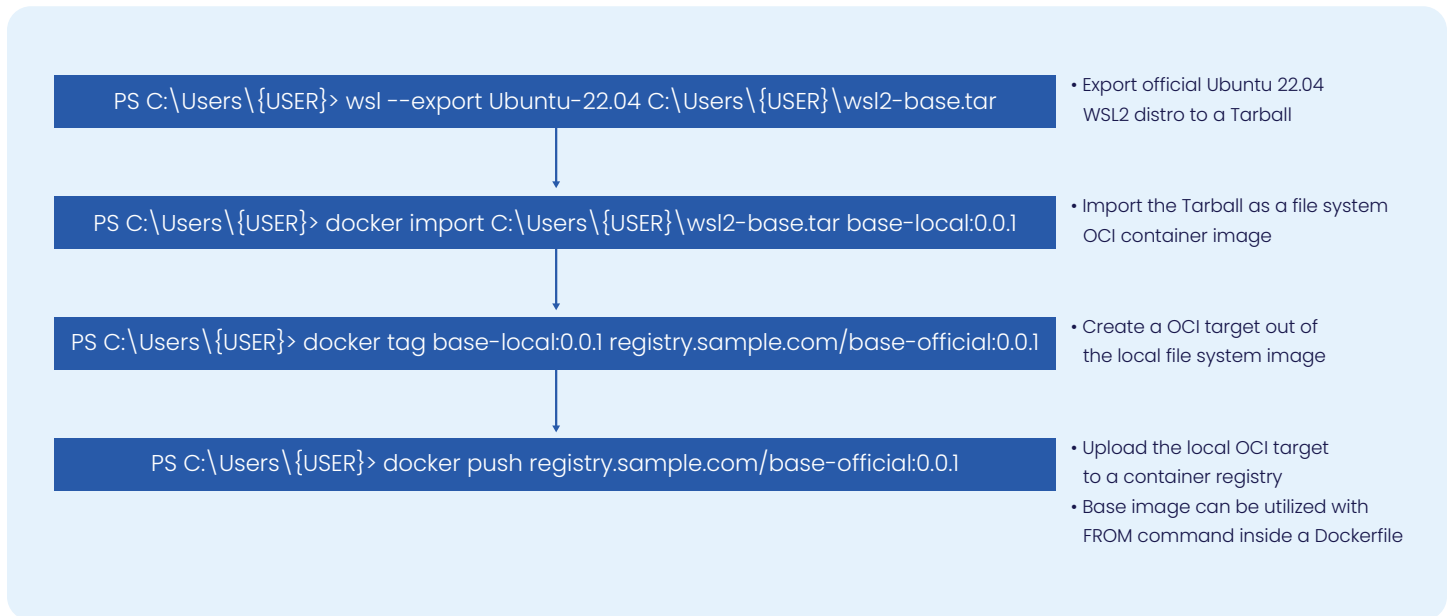 PS C:\Users\{USER}> wsl --export Ubuntu-22.04 C:\Users\{USER}\wsl2-base.tar
• Export official Ubuntu 22.04
WSL2 distro to a Tarball
PS C:\Users\{USER}> docker import C:\Users\{USER}\wsl2-base.tar base-local:0.0.1
• Import the Tarball as a file system
OCI container image
PS C:\Users\{USER}> docker tag base-local:0.0.1 registry.sample.com/base-official:0.0.1
• Create a OCI target out of
the local file system image
PS C:\Users\{USER}> docker push registry.sample.com/base-official:0.0.1
• Upload the local OCI target
to a container registry
• Base image can be utilized with
FROM command inside a Dockerfile